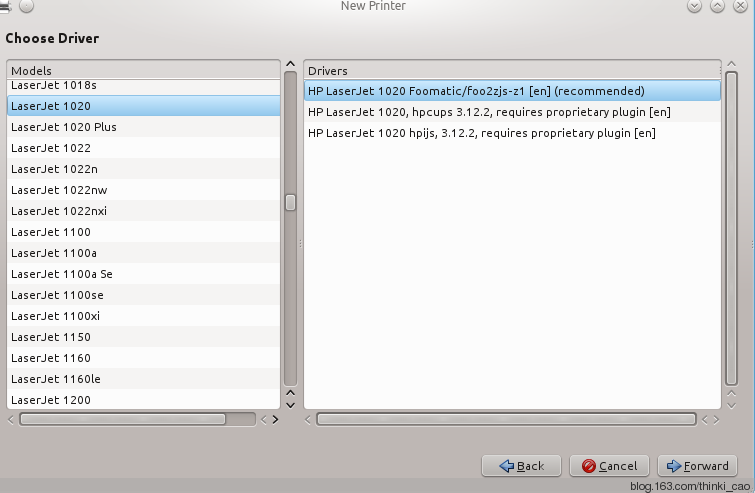 New Printer
Choose Driver
Models
LaserJet 1018s
LaserJet 1020
LaserJet 1020 Plus
LaserJet 1022
LaserJet 1022n
LaserJet 1022nw
LaserJet 1022nxi
LaserJet 1100
LaserJet 1100a
LaserJet 1100a Se
LaserJet 1100se
LaserJet 1100xi
LaserJet 1150
LaserJet 1160
LaserJet 1160le
LaserJet 1200
Drivers
HP LaserJet 1020 Foomatic/foo2zjs-z1 [en] (recommended)
HP LaserJet 1020, hpcups 3.12.2, requires proprietary plugin [en]
HP LaserJet 1020 hpijs, 3.12.2, requires proprietary plugin [en]
Back
Cancel
Forward
blog.163.com/thinki_cao